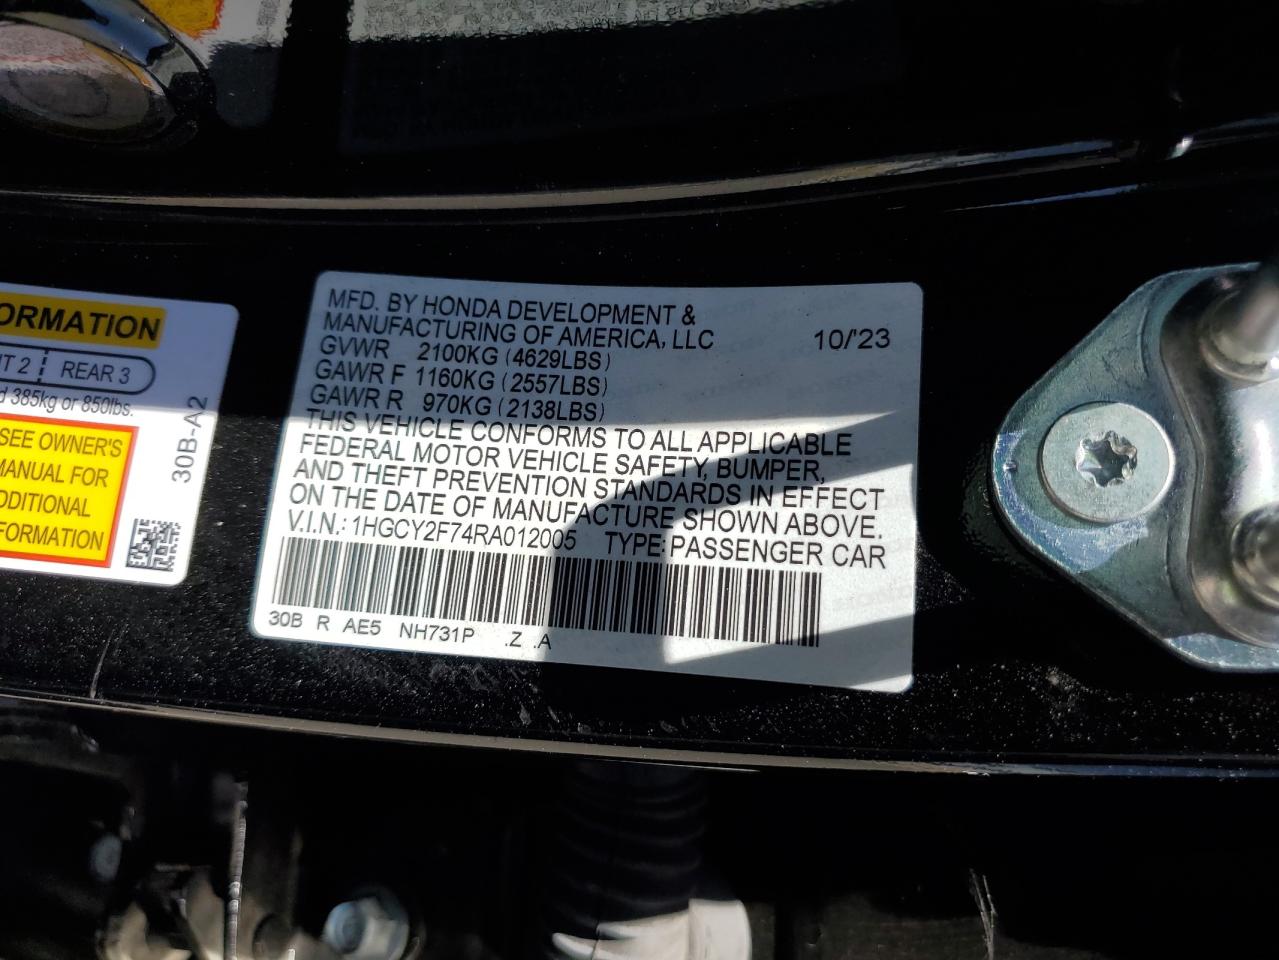 ORMATION
T 2 REAR 3
385kg or 850lbs.
SEE OWNER'S
MANUAL FOR
DDITIONAL
FORMATION
30B-A2
MFD. BY HONDA DEVELOPMENT &
MANUFACTURING OF AMERICA, LLC 10/'23
GVWR 2100KG (4629LBS)
GAWR F 1160KG (2557LBS)
GAWR R 970KG (2138LBS)
THIS VEHICLE CONFORMS TO ALL APPLICABLE
FEDERAL MOTOR VEHICLE SAFETY, BUMPER,
AND THEFT PREVENTION STANDARDS IN EFFECT
ON THE DATE OF MANUFACTURE SHOWN ABOVE.
V.I.N.: 1HGCY2F74RA012005 TYPE: PASSENGER CAR
30B R AE5 NH731P .Z .A